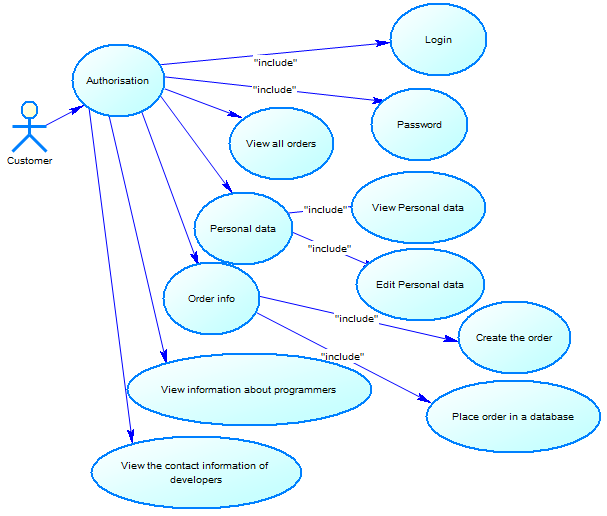 Login
"include"
Authorisation
"include"
Password
View all orders
Customer
View Personal data
"include"
Personal data
"include"
Edit Personal data
Order info
"include"
Create the order
"include"
View information about programmers
Place order in a database
View the contact information of
developers